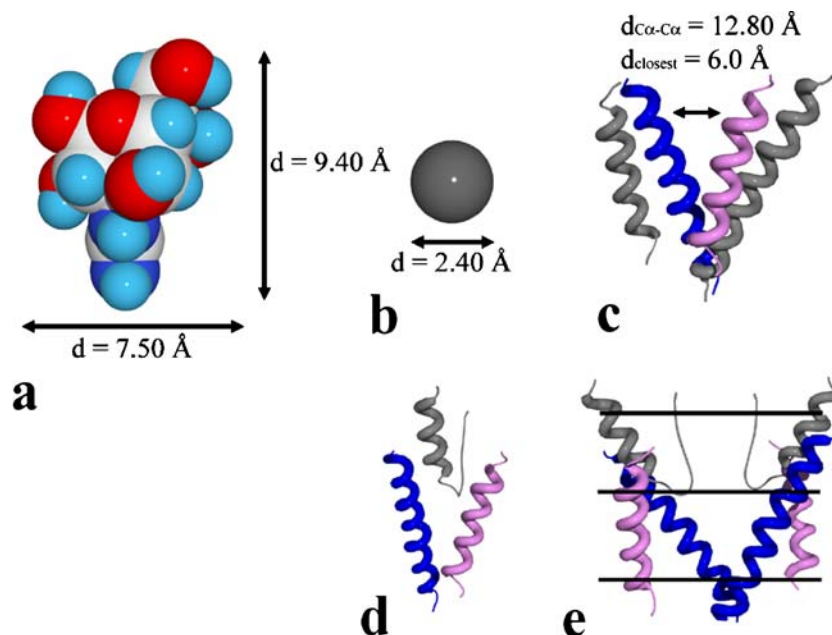 d = 9.40 Å
d = 7.50 Å
a
d = 2.40 Å
b
dCα-Cα = 12.80 Å
dclosest = 6.0 Å
c
d
e